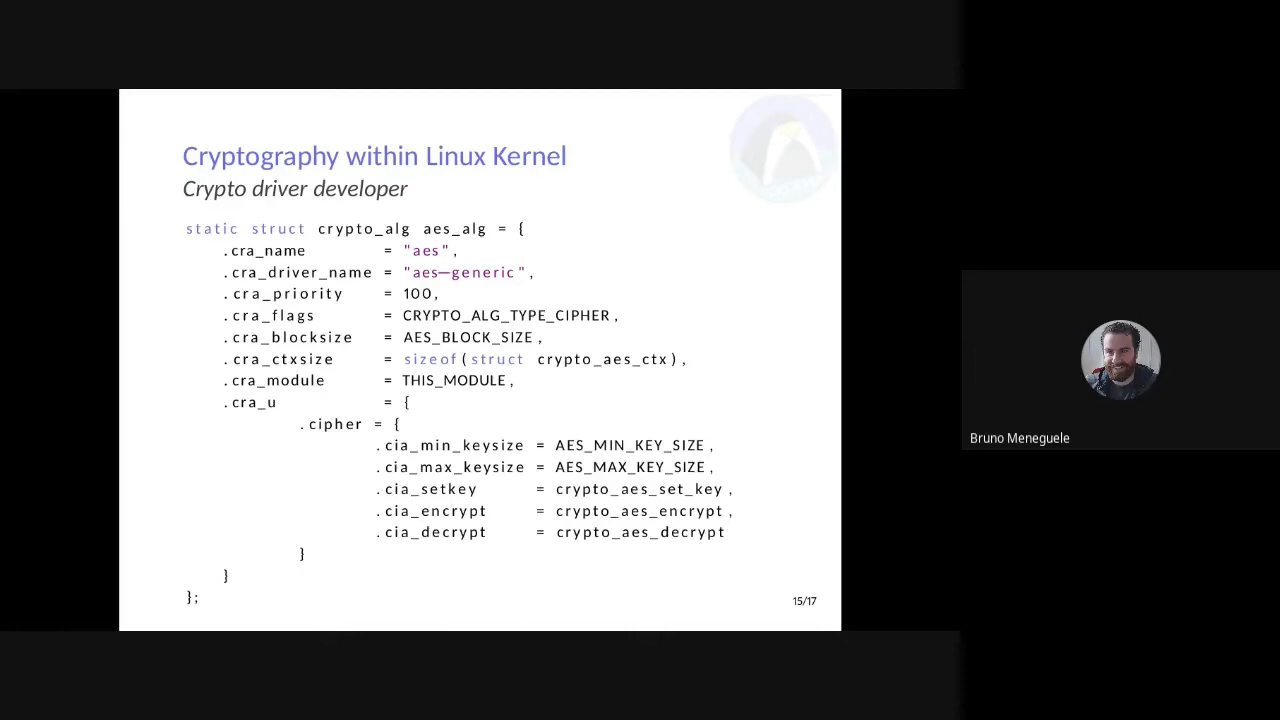 Cryptography within Linux Kernel
Crypto driver developer
static struct crypto_alg aes_alg = {
.cra_name = "aes",
.cra_driver_name = "aes—generic",
.cra_priority = 100,
.cra_flags = CRYPTO_ALG_TYPE_CIPHER,
.cra_blocksize = AES_BLOCK_SIZE,
.cra_ctxsize = sizeof(struct crypto_aes_ctx),
.cra_module = THIS_MODULE,
.cra_u = {
.cipher = {
.cia_min_keysize = AES_MIN_KEY_SIZE,
.cia_max_keysize = AES_MAX_KEY_SIZE,
.cia_setkey = crypto_aes_set_key,
.cia_encrypt = crypto_aes_encrypt,
.cia_decrypt = crypto_aes_decrypt
}
}
};
15/17
Bruno Meneguele